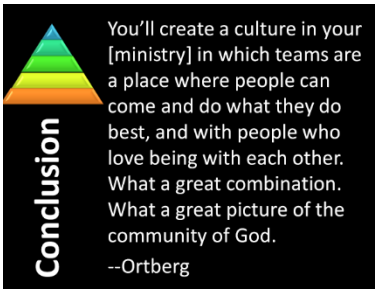 You’ll create a culture in your
[ministry] in which teams are
a place where people can
come and do what they do
best, and with people who
love being with each other.
What a great combination.
What a great picture of the
community of God.
--Ortberg
Conclusion